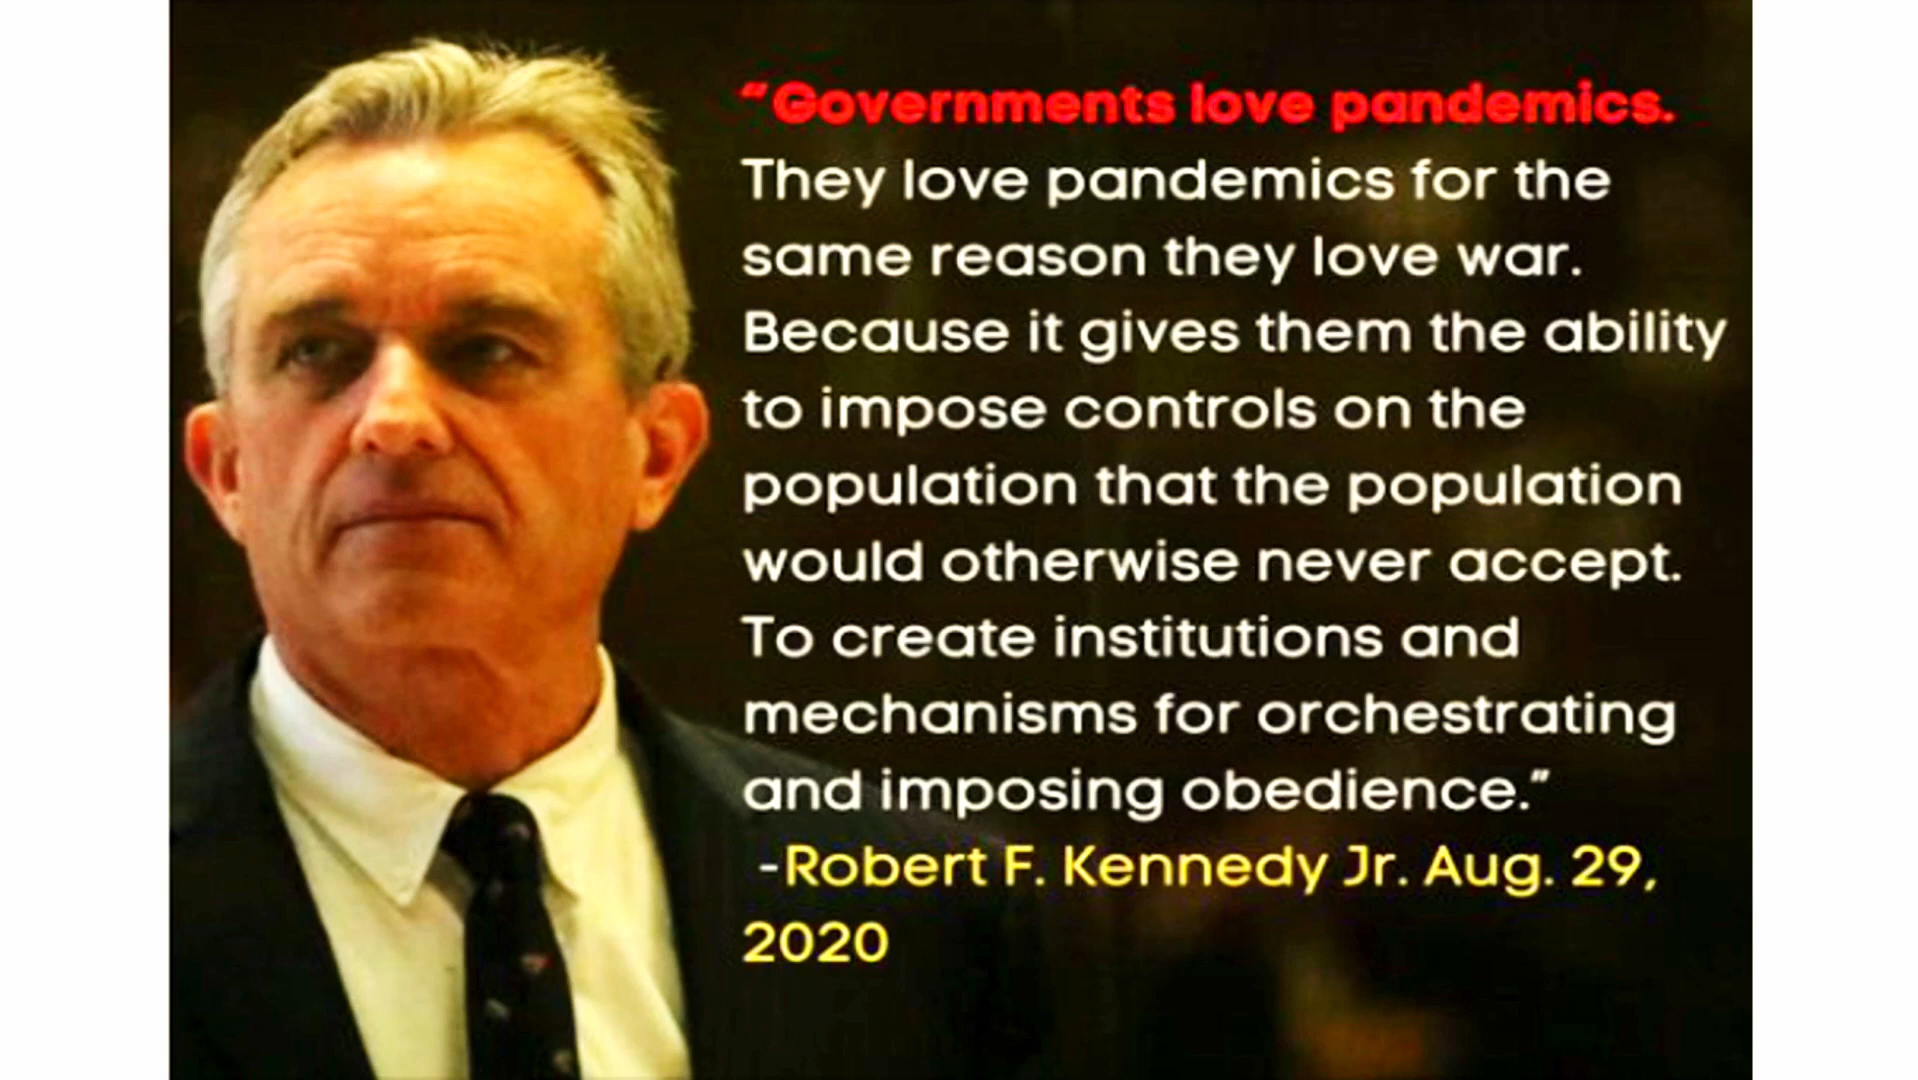 “Governments love pandemics.
They love pandemics for the
same reason they love war.
Because it gives them the ability
to impose controls on the
population that the population
would otherwise never accept.
To create institutions and
mechanisms for orchestrating
and imposing obedience.”
-Robert F. Kennedy Jr. Aug. 29,
2020